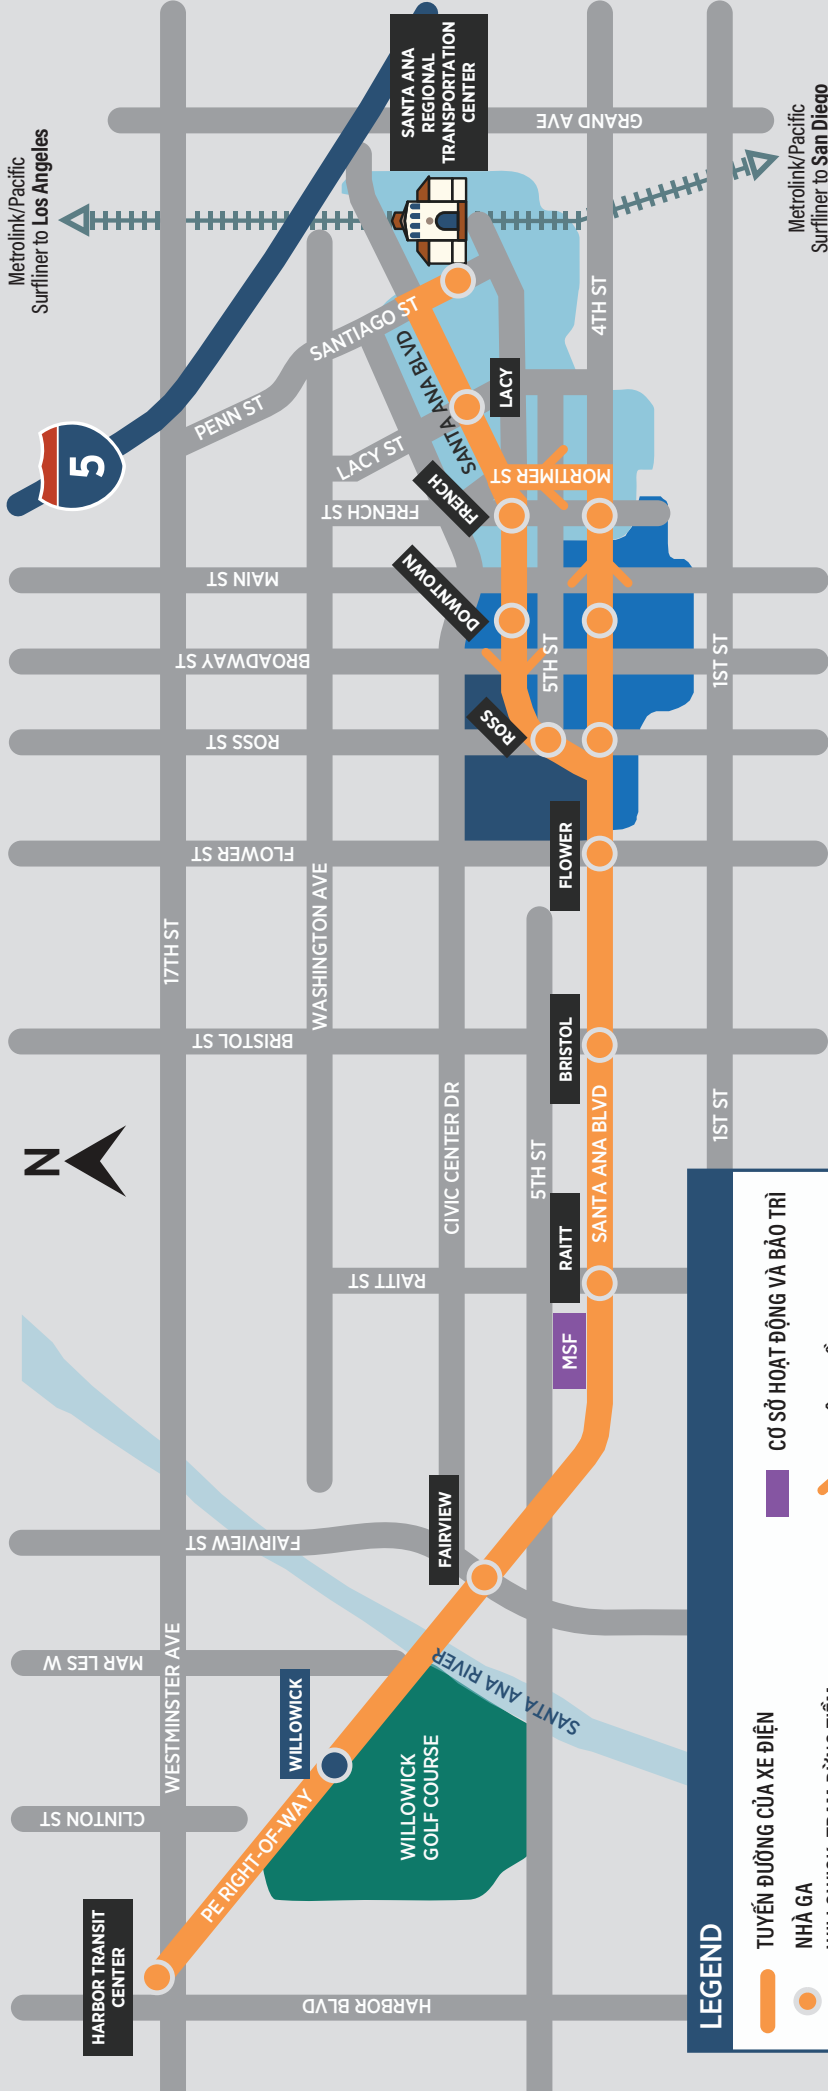 Metrolink/Pacific
Surfliner to Los Angeles
5
N
HARBOR TRANSIT
CENTER
WESTMINSTER AVE
17TH ST
CLINTON ST
MAR LES W
FAIRVIEW ST
BRISTOL ST
FLOWER ST
ROSS ST
BROADWAY ST
MAIN ST
PENN ST
PE RIGHT-OF-WAY
WILLOWICK
WASHINGTON AVE
RAITT ST
FRENCH ST
LACY ST
SANTIAGO ST
HARBOR BLVD
WILLOWICK
GOLF COURSE
SANTA ANA RIVER
FAIRVIEW
CIVIC CENTER DR
DOWNTOWN
FRENCH
SANTA ANA BLVD
SANTA ANA
REGIONAL
TRANSPORTATION
CENTER
ROSS
LACY
MORTIMER ST
GRAND AVE
5TH ST
5TH ST
MSF
RAITT
BRISTOL
FLOWER
SANTA ANA BLVD
4TH ST
1ST ST
1ST ST
Metrolink/Pacific
Surfliner to San Diego
LEGEND
TUYẾN ĐƯỜNG CỦA XE ĐIỆN
CƠ SỞ HOẠT ĐỘNG VÀ BẢO TRÌ
NHÀ GA